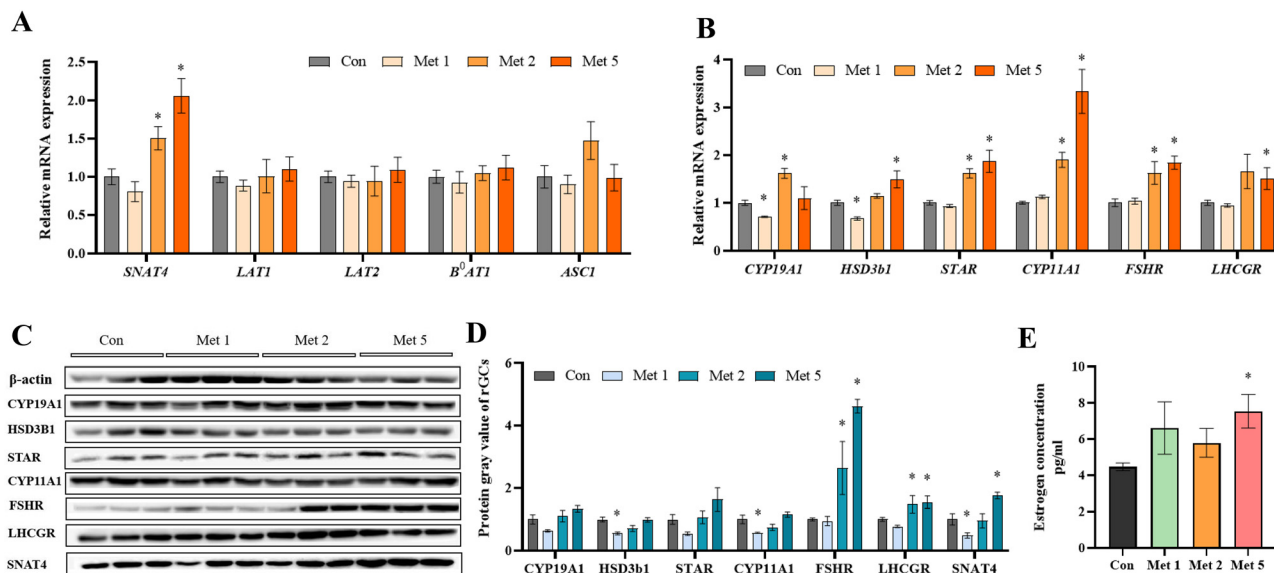 A
Relative mRNA expression
2.5
2.0
1.5
1.0
0.5
0.0
Con Met 1 Met 2 Met 5
* *
SNAT4 LAT1 LAT2 B⁰AT1 ASC1
B
Relative mRNA expression
4
3
2
1
0
Con Met 1 Met 2 Met 5
* * * * * * * * * * *
CYP19A1 HSD3b1 STAR CYP11A1 FSHR LHCGR
C
Con Met 1 Met 2 Met 5
β-actin
CYP19A1
HSD3B1
STAR
CYP11A1
FSHR
LHCGR
SNAT4
D
Protein gray value of rGCs
6
4
2
0
Con Met 1 Met 2 Met 5
* * * * * * * *
CYP19A1 HSD3b1 STAR CYP11A1 FSHR LHCGR SNAT4
E
Estrogen concentration
pg/ml
10
8
6
4
2
0
*
Con Met 1 Met 2 Met 5